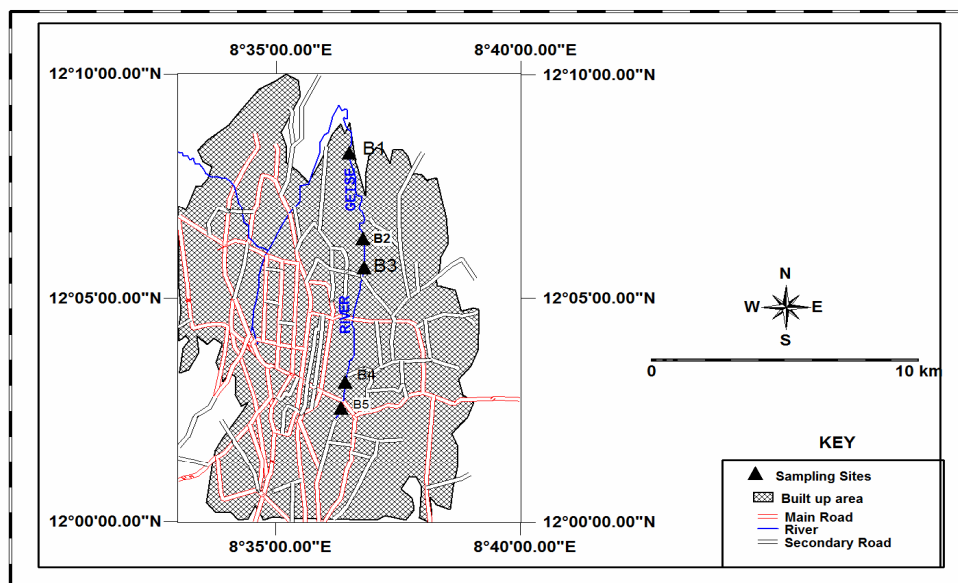 8°35'00.00"E 8°40'00.00"E
12°10'00.00"N 12°10'00.00"N
B1
GETSE
B2
B3
12°05'00.00"N 12°05'00.00"N
RIVER
B4
B5
12°00'00.00"N 12°00'00.00"N
8°35'00.00"E 8°40'00.00"E
N
W E
S
0 10 km
KEY
Sampling Sites
Built up area
Main Road
River
Secondary Road